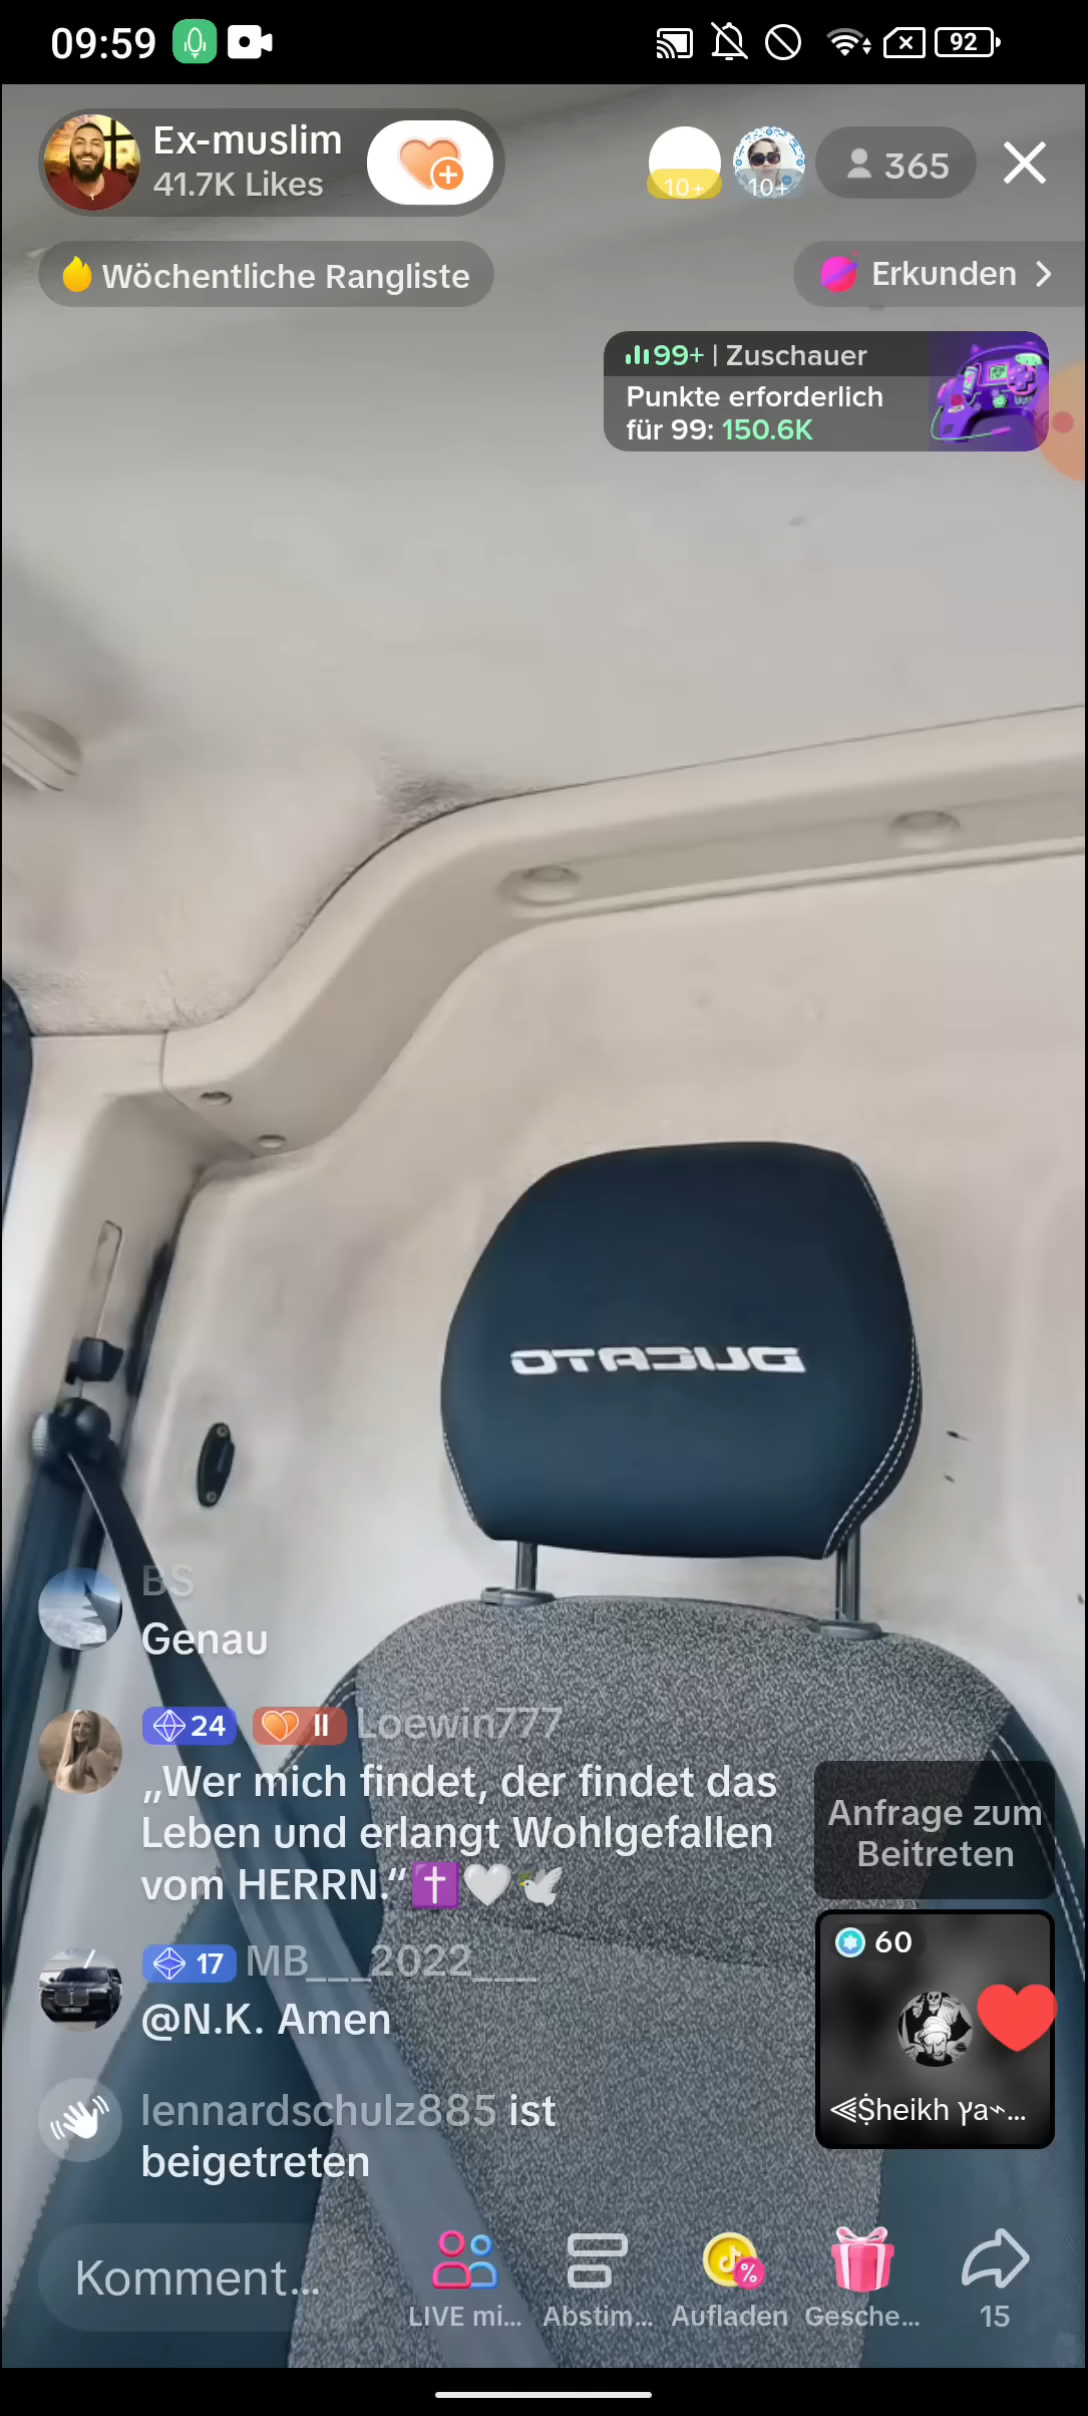 09:59
92
Ex-muslim
41.7K Likes
10+
10+
365
Wöchentliche Rangliste
Erkunden
99+ | Zuschauer
Punkte erforderlich
für 99: 150.6K
DUCATO
BS
Genau
24 II Loewin777
„Wer mich findet, der findet das
Leben und erlangt Wohlgefallen
vom HERRN.“✝️🤍🕊️
17 MB___2022___
@N.K. Amen
lennardschulz885 ist
beigetreten
Anfrage zum
Beitreten
60
Komment...
LIVE mi...
Abstim...
Aufladen
Gesche...
15